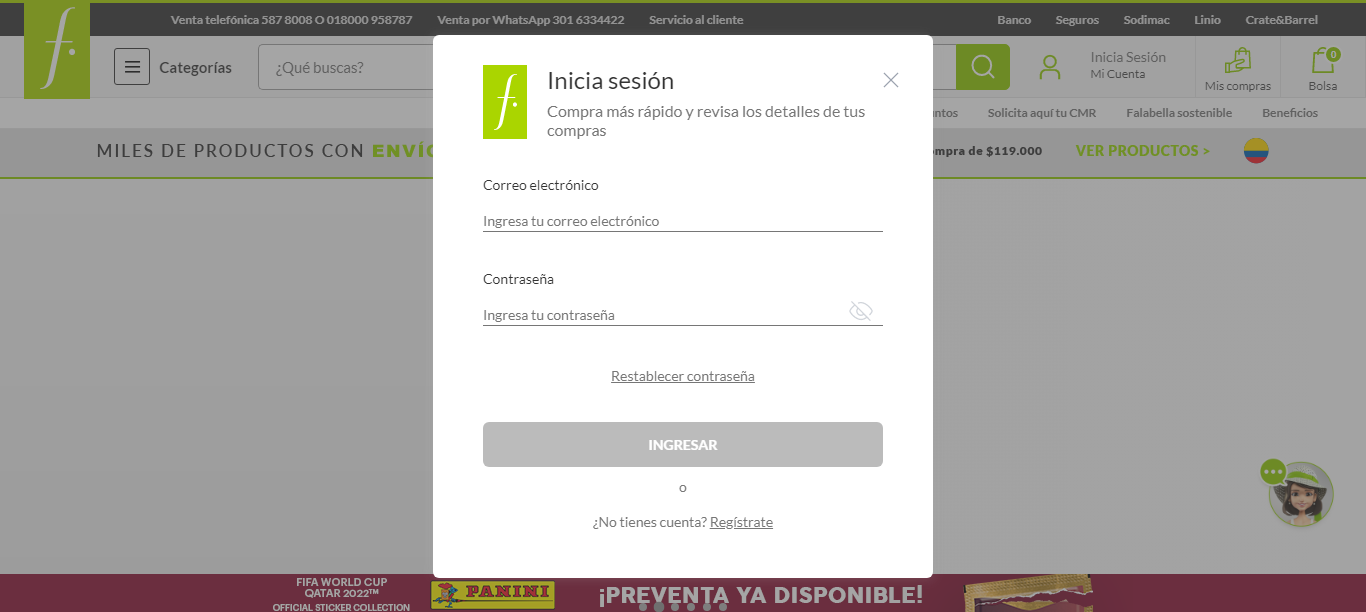 Venta telefónica 587 8008 O 018000 958787 Venta por WhatsApp 301 6334422 Servicio al cliente Banco Seguros Sodimac Linio Crate&Barrel
f.
Categorías
¿Qué buscas?
Inicia Sesión
Mi Cuenta
Mis compras
0
Bolsa
Solicita aquí tu CMR Falabella sostenible Beneficios
MILES DE PRODUCTOS CON
VER PRODUCTOS >
de $119.000
f.
Inicia sesión
Compra más rápido y revisa los detalles de tus
compras
Correo electrónico
Ingresa tu correo electrónico
Contraseña
Ingresa tu contraseña
Restablecer contraseña
INGRESAR
o
¿No tienes cuenta? Regístrate
FIFA WORLD CUP
QATAR 2022™
OFFICIAL STICKER COLLECTION
PANINI
¡PREVENTA YA DISPONIBLE!